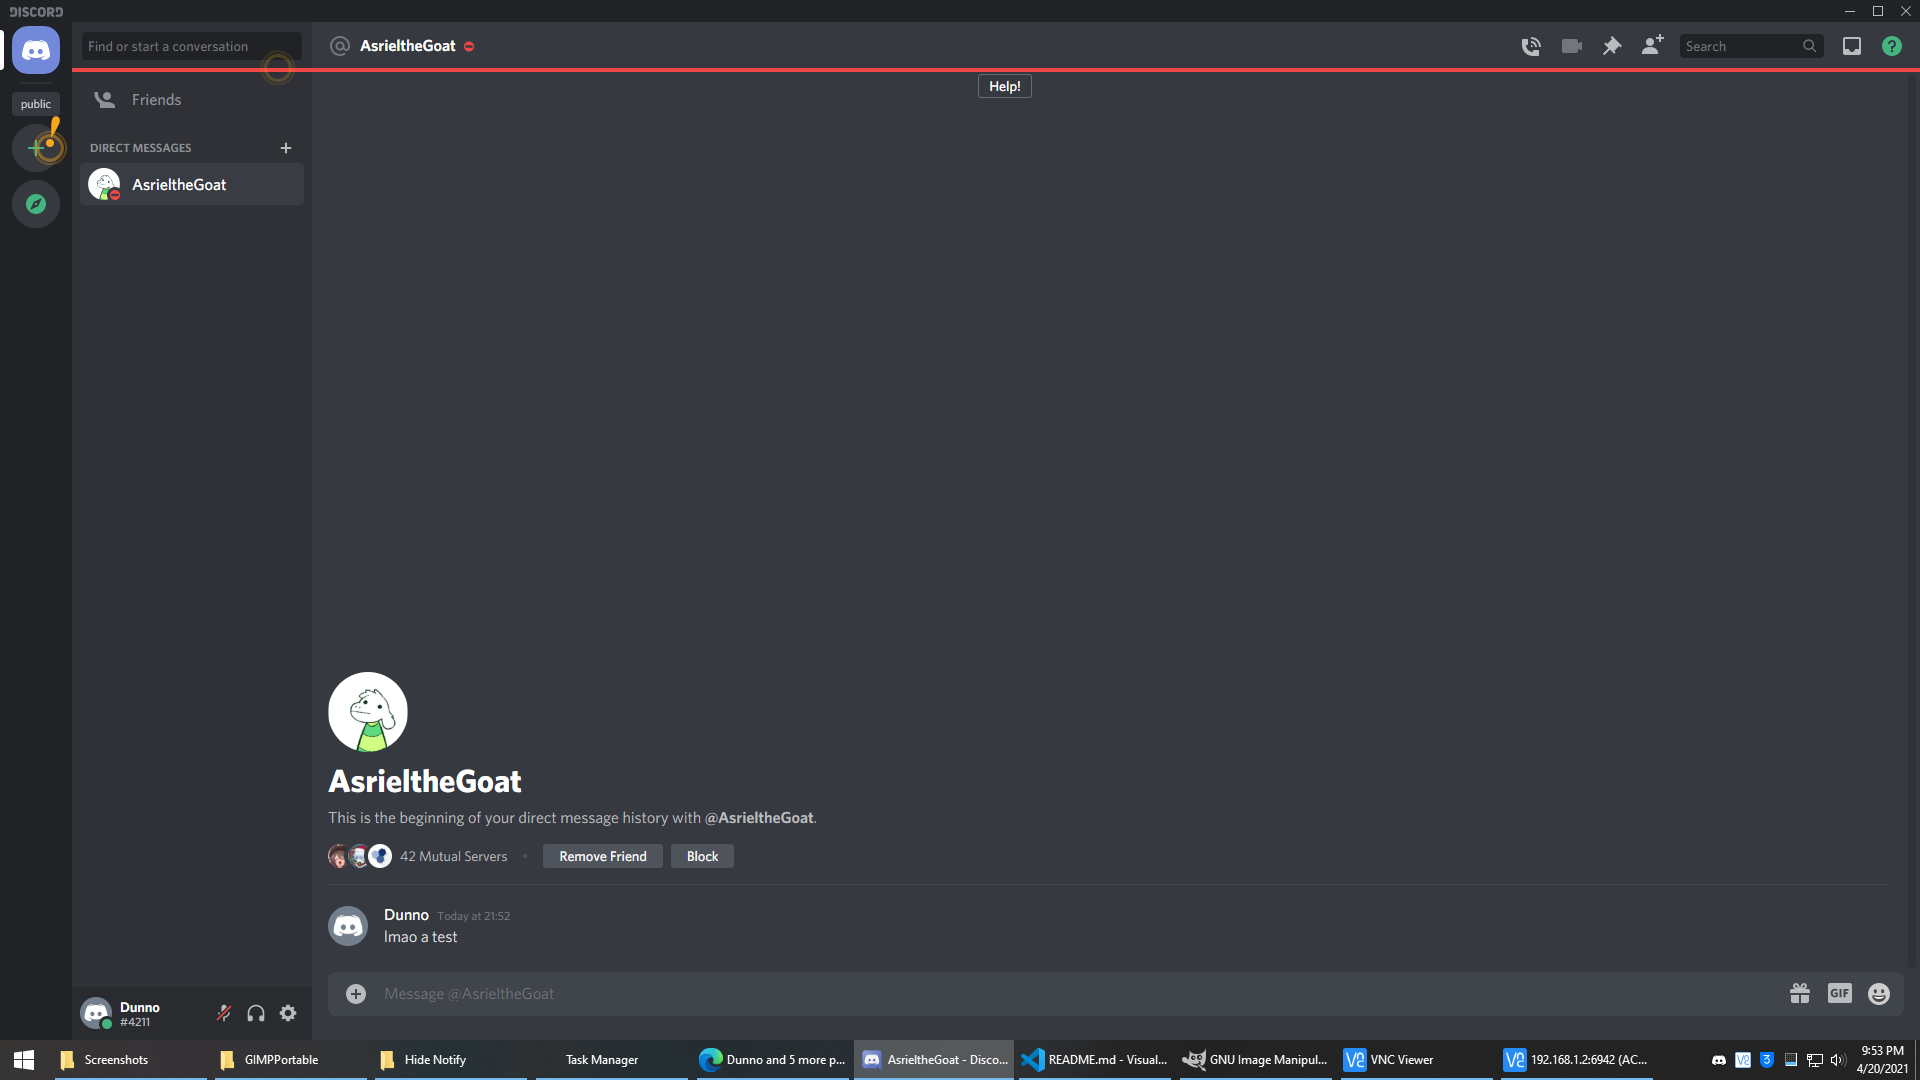 DISCORD
Find or start a conversation
AsrieltheGoat
Search
Help!
public
Friends
DIRECT MESSAGES
AsrieltheGoat
AsrieltheGoat
This is the beginning of your direct message history with @AsrieltheGoat.
42 Mutual Servers
Remove Friend
Block
Dunno Today at 21:52
lmao a test
Message @AsrieltheGoat
GIF
Dunno
#4211
Screenshots
GIMPPortable
Hide Notify
Task Manager
Dunno and 5 more p...
AsrieltheGoat - Disco...
README.md - Visual...
GNU Image Manipul...
VNC Viewer
192.168.1.2:6942 (AC...
9:53 PM
4/20/2021